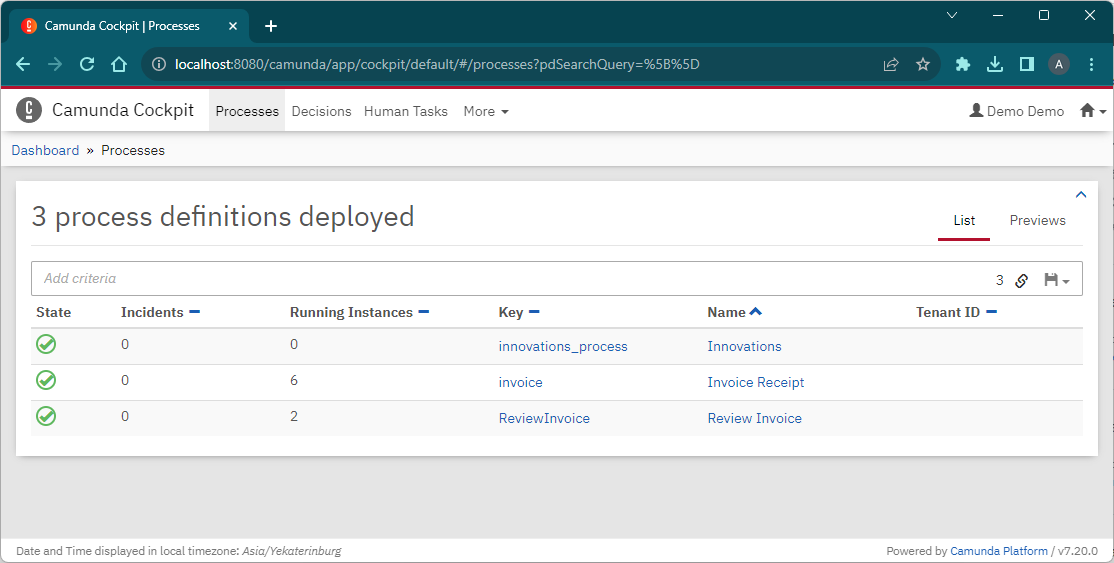 Camunda Cockpit | Processes
localhost:8080/camunda/app/cockpit/default/#/processes?pdSearchQuery=%5B%5D
A
Camunda Cockpit Processes Decisions Human Tasks More Demo Demo
Dashboard » Processes
3 process definitions deployed
List Previews
Add criteria 3
State Incidents Running Instances Key Name Tenant ID
0 0 innovations_process Innovations
0 6 invoice Invoice Receipt
0 2 ReviewInvoice Review Invoice
Date and Time displayed in local timezone: Asia/Yekaterinburg Powered by Camunda Platform / v7.20.0